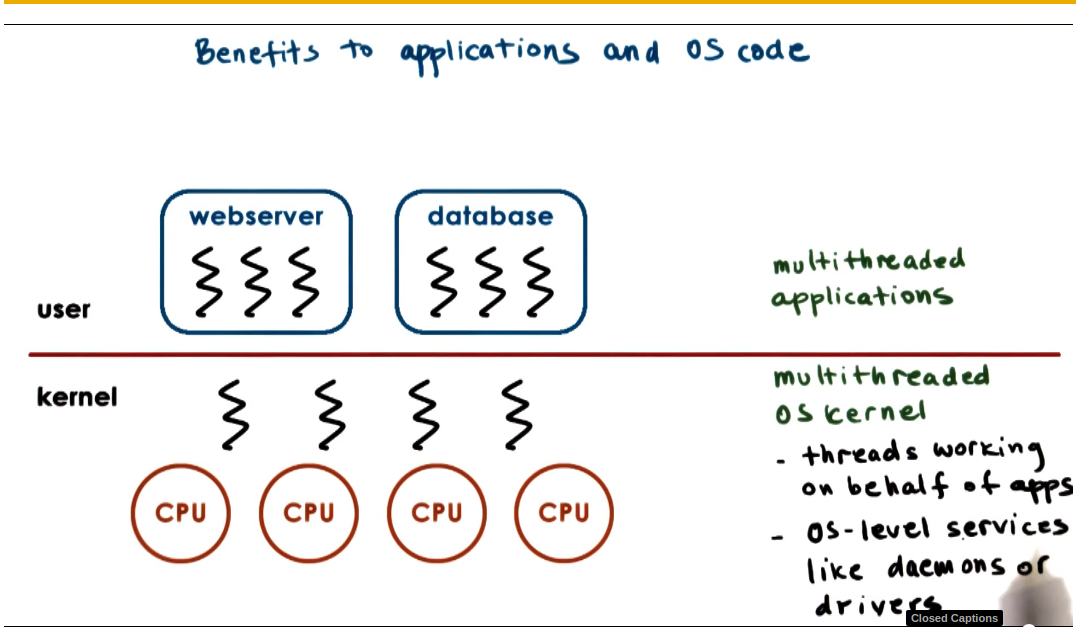 Benefits to applications and OS code
webserver
database
user
multithreaded
applications
kernel
multithreaded
OS kernel
- threads working
on behalf of apps
- OS-level services
like daemons or
drivers
CPU CPU CPU CPU
Closed Captions